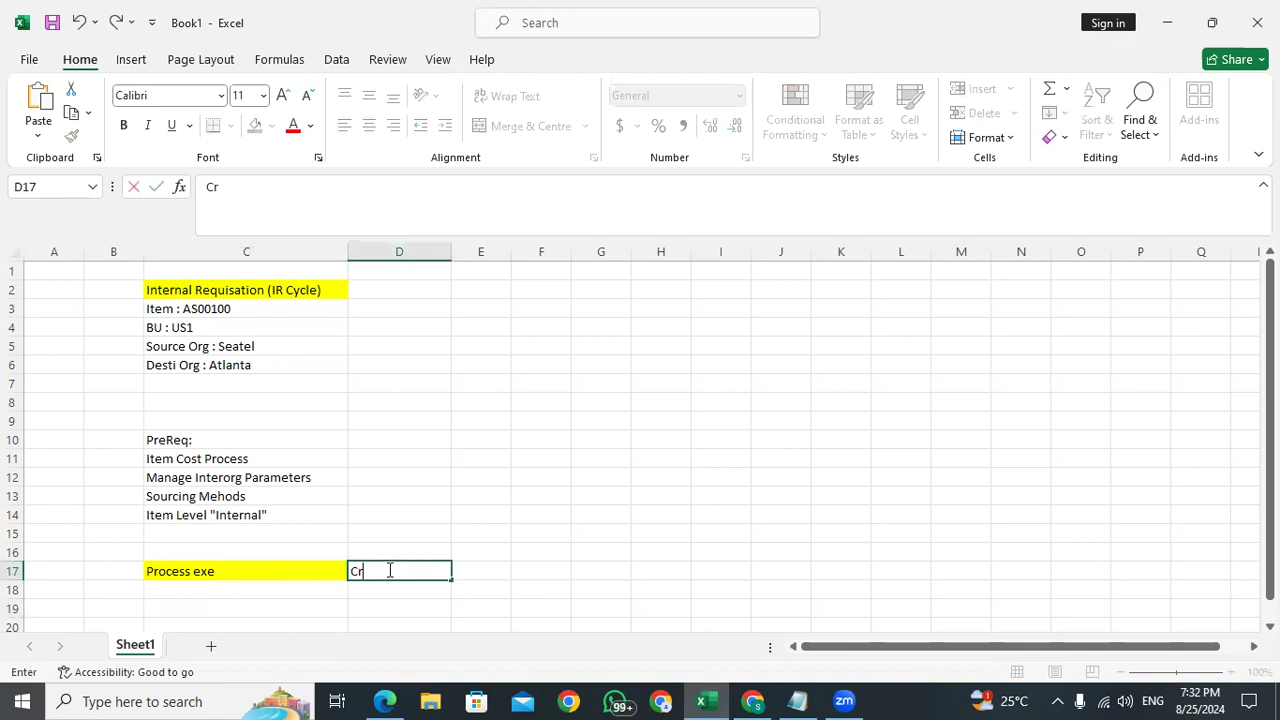 Book1 - Excel
Search
Sign in
File Home Insert Page Layout Formulas Data Review View Help
Share
Paste
Calibri 11
B I U
Wrap Text
Merge & Centre
General
Conditional Formatting
Format as Table
Cell Styles
Insert
Delete
Format
Sort & Filter
Find & Select
Add-ins
Clipboard Font Alignment Number Styles Cells Editing Add-ins
D17 fx Cr
A B C D E F G H I J K L M N O P Q
1
2 Internal Requisation (IR Cycle)
3 Item : AS00100
4 BU : US1
5 Source Org : Seatel
6 Desti Org : Atlanta
7
8
9
10 PreReq:
11 Item Cost Process
12 Manage Interorg Parameters
13 Sourcing Mehods
14 Item Level "Internal"
15
16
17 Process exe Cr
18
19
20
Sheet1
Enter Accessibility: Good to go 100%
Type here to search
99+
1
25°C
ENG
7:32 PM
8/25/2024